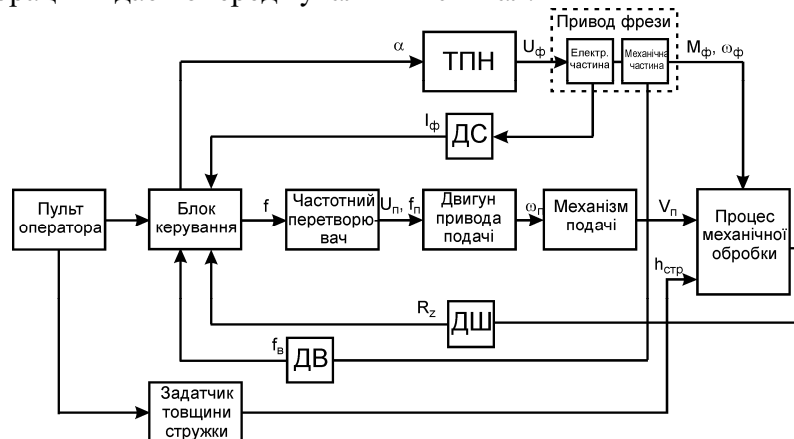 Привод фрези
α
ТПН
Uф
Електр.
частина
Механічна
частина
Mф, ωф
Iф
ДС
Пульт
оператора
Блок
керування
f
Частотний
перетворю-
вач
Uп, fп
Двигун
привода
подачі
ωп
Механізм
подачі
Vп
Процес
механічної
обробки
hстр
Rz
ДШ
fв
ДВ
Задатчик
товщини
стружки